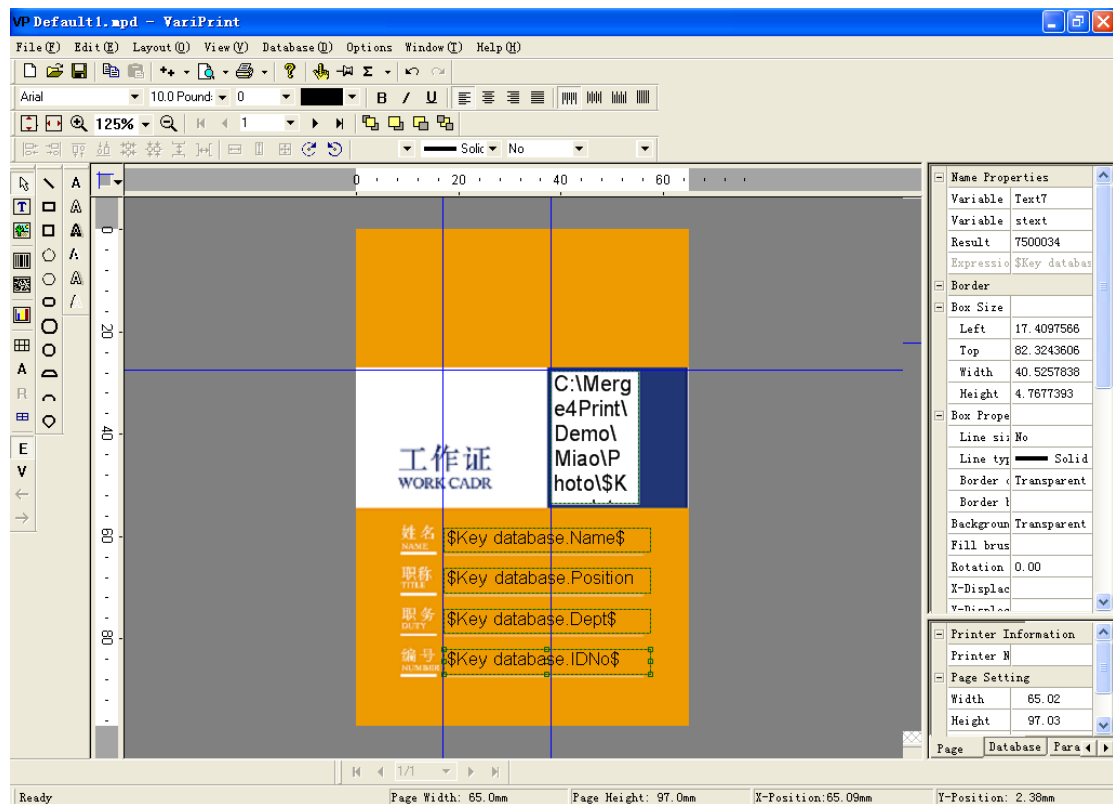 VP Default1.mpd - VariPrint
File(F) Edit(E) Layout(O) View(V) Database(D) Options Window(T) Help(H)
Arial 10.0 Pound: 0 B / U
125% 1
Solic No
A
T
A
R
E
V
A
A
A
A
A
0 20 40 60
0
20
40
60
80
工作证
WORK CADR
C:\Merg
e4Print\
Demo\
Miao\P
hoto\$K
姓名
NAME
$Key database.Name$
职称
TITLE
$Key database.Position
职务
DUTY
$Key database.Dept$
编号
NUMBER
$Key database.IDNo$
Name Properties
Variable Text7
Variable stext
Result 7500034
Expressio $Key databas
Border
Box Size
Left 17.4097566
Top 82.3243606
Width 40.5257838
Height 4.7677393
Box Prope
Line siz No
Line typ Solid
Border c Transparent
Border b
Backgroun Transparent
Fill brus
Rotation 0.00
X-Displac
Y-Displac
Printer Information
Printer N
Page Setting
Width 65.02
Height 97.03
Page Database Para
1/1
Ready Page Width: 65.0mm Page Height: 97.0mm X-Position:65.09mm Y-Position: 2.38mm